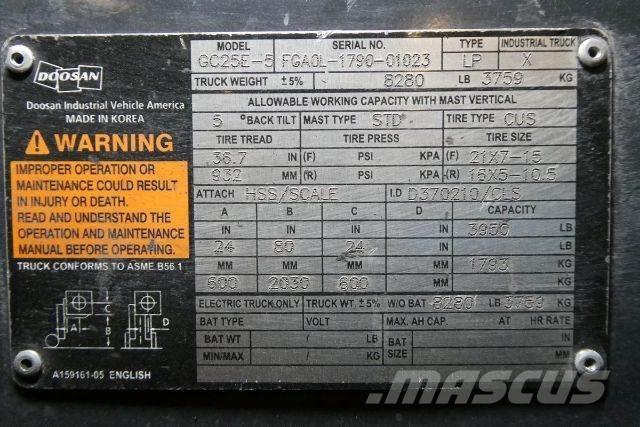 DOOSAN
Doosan Industrial Vehicle America
MADE IN KOREA
WARNING
IMPROPER OPERATION OR
MAINTENANCE COULD RESULT
IN INJURY OR DEATH.
READ AND UNDERSTAND THE
OPERATION AND MAINTENANCE
MANUAL BEFORE OPERATING.
TRUCK CONFORMS TO ASME B56.1
A C B D
A159161-05 ENGLISH
MODEL SERIAL NO. TYPE INDUSTRIAL TRUCK
GC25E-5 FGA0L-1790-01023 LP X
TRUCK WEIGHT ±5% 8280 LB 3759 KG
ALLOWABLE WORKING CAPACITY WITH MAST VERTICAL
5 °BACK TILT MAST TYPE STD TIRE TYPE CUS
TIRE TREAD TIRE PRESS TIRE SIZE
36.7 IN (F) PSI KPA (F) 21X7-15
932 MM (R) PSI KPA (R) 16X5-10.5
ATTACH HSS/SCALE I.D D370210/CLS
A B C D CAPACITY
IN IN IN IN 3950 LB
24 80 24
MM MM MM MM 1793 KG
600 2030 600
ELECTRIC TRUCK ONLY TRUCK WT. ±5% W/O BAT 8280 LB 3759 KG
BAT TYPE VOLT MAX. AH CAP. AT HR RATE
BAT WT / LB BAT SIZE IN
MIN/MAX / KG MM
MASCUS